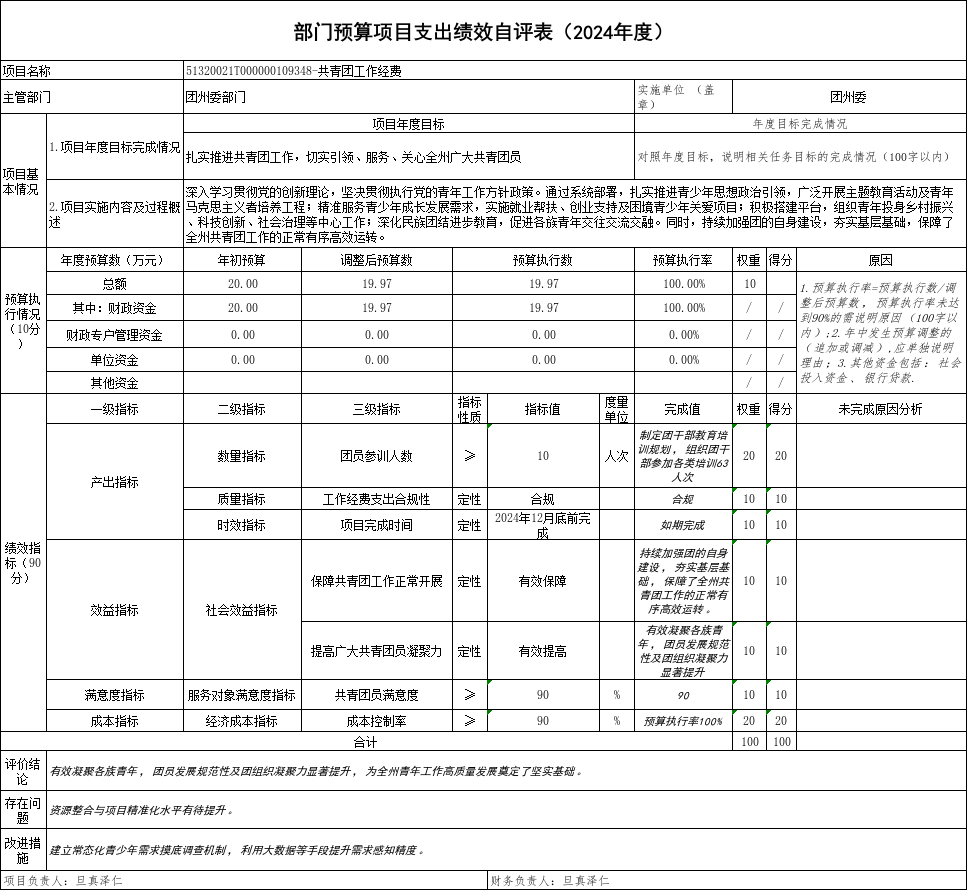 部门预算项目支出绩效自评表（2024年度）
项目名称 51320021T000000109348-共青团工作经费
主管部门 团州委部门 实施单位 （盖章） 团州委
项目基本情况
1.项目年度目标完成情况
项目年度目标 年度目标完成情况
扎实推进共青团工作，切实引领、服务、关心全州广大共青团员 对照年度目标，说明相关任务目标的完成情况（100字以内）
2.项目实施内容及过程概述
深入学习贯彻党的创新理论，坚决贯彻执行党的青年工作方针政策。通过系统部署，扎实推进青少年思想政治引领，广泛开展主题教育活动及青年
马克思主义者培养工程；精准服务青少年成长发展需求，实施就业帮扶、创业支持及困境青少年关爱项目；积极搭建平台，组织青年投身乡村振兴
、科技创新、社会治理等中心工作；深化民族团结进步教育，促进各族青年交往交流交融。同时，持续加强团的自身建设，夯实基层基础，保障了
全州共青团工作的正常有序高效运转。
预算执行情况（10分）
年度预算数（万元） 年初预算 调整后预算数 预算执行数 预算执行率 权重 得分 原因
总额 20.00 19.97 19.97 100.00% 10
其中：财政资金 20.00 19.97 19.97 100.00% / /
财政专户管理资金 0.00 0.00 0.00 0.00% / /
单位资金 0.00 0.00 0.00 0.00% / /
其他资金 / /
1.预算执行率=预算执行数/调
整后预算数，预算执行率未达
到90%的需说明原因（100字以
内）;2.年中发生预算调整的
（追加或调减）,应单独说明
理由；3.其他资金包括：社会
投入资金、银行贷款.
绩效指标（90分）
一级指标 二级指标 三级指标 指标性质 指标值 度量单位 完成值 权重 得分 未完成原因分析
产出指标
数量指标 团员参训人数 ≥ 10 人次 制定团干部教育培训规划，组织团干部参加各类培训63人次 20 20
质量指标 工作经费支出合规性 定性 合规 合规 10 10
时效指标 项目完成时间 定性 2024年12月底前完成 如期完成 10 10
效益指标 社会效益指标
保障共青团工作正常开展 定性 有效保障 持续加强团的自身建设，夯实基层基础，保障了全州共青团工作的正常有序高效运转。 10 10
提高广大共青团员凝聚力 定性 有效提高 有效凝聚各族青年，团员发展规范性及团组织凝聚力显著提升 10 10
满意度指标 服务对象满意度指标 共青团员满意度 ≥ 90 % 90 10 10
成本指标 经济成本指标 成本控制率 ≥ 90 % 预算执行率100% 20 20
合计 100 100
评价结论 有效凝聚各族青年，团员发展规范性及团组织凝聚力显著提升，为全州青年工作高质量发展奠定了坚实基础。
存在问题 资源整合与项目精准化水平有待提升。
改进措施 建立常态化青少年需求摸底调查机制，利用大数据等手段提升需求感知精度。
项目负责人：旦真泽仁 财务负责人：旦真泽仁